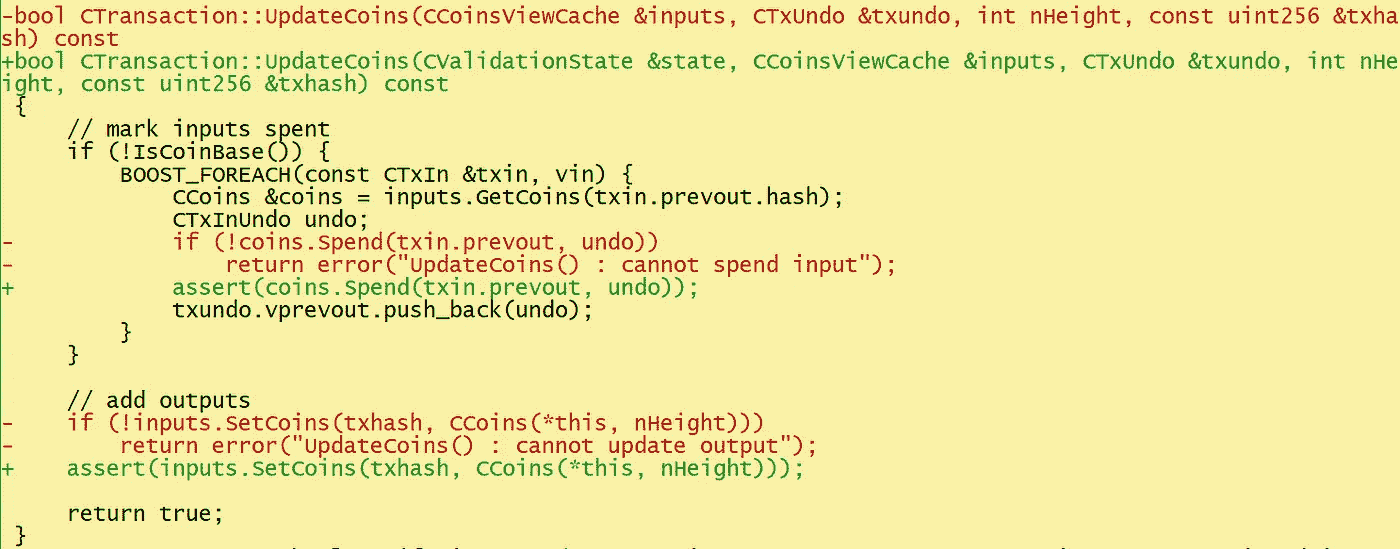 -bool CTransaction::UpdateCoins(CCoinsViewCache &inputs, CTxUndo &txundo, int nHeight, const uint256 &txha
sh) const
+bool CTransaction::UpdateCoins(CValidationState &state, CCoinsViewCache &inputs, CTxUndo &txundo, int nHe
ight, const uint256 &txhash) const
 {
     // mark inputs spent
     if (!IsCoinBase()) {
         BOOST_FOREACH(const CTxIn &txin, vin) {
             CCoins &coins = inputs.GetCoins(txin.prevout.hash);
             CTxInUndo undo;
-            if (!coins.Spend(txin.prevout, undo))
-                return error("UpdateCoins() : cannot spend input");
+            assert(coins.Spend(txin.prevout, undo));
             txundo.vprevout.push_back(undo);
         }
     }

     // add outputs
-    if (!inputs.SetCoins(txhash, CCoins(*this, nHeight)))
-        return error("UpdateCoins() : cannot update output");
+    assert(inputs.SetCoins(txhash, CCoins(*this, nHeight)));

     return true;
 }